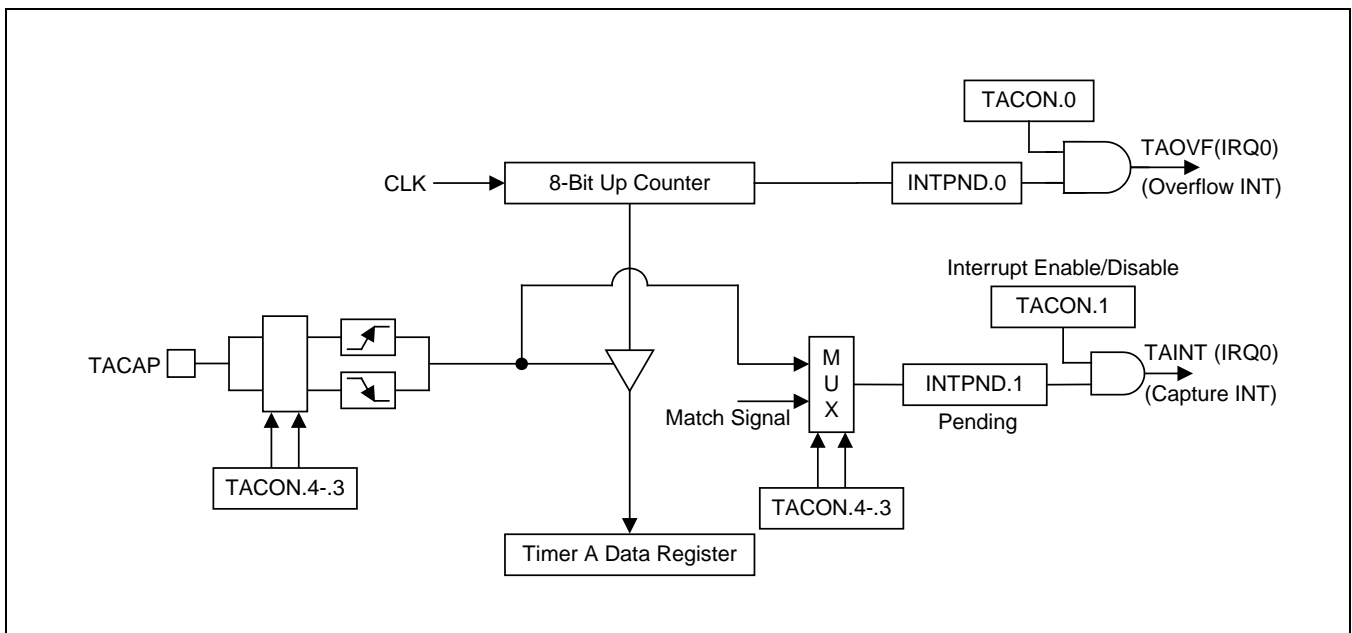 TACON.0
TAOVF(IRQ0)
(Overflow INT)
CLK
8-Bit Up Counter
INTPND.0
Interrupt Enable/Disable
TACON.1
TAINT (IRQ0)
(Capture INT)
TACAP
M
U
X
INTPND.1
Pending
Match Signal
TACON.4-.3
TACON.4-.3
Timer A Data Register